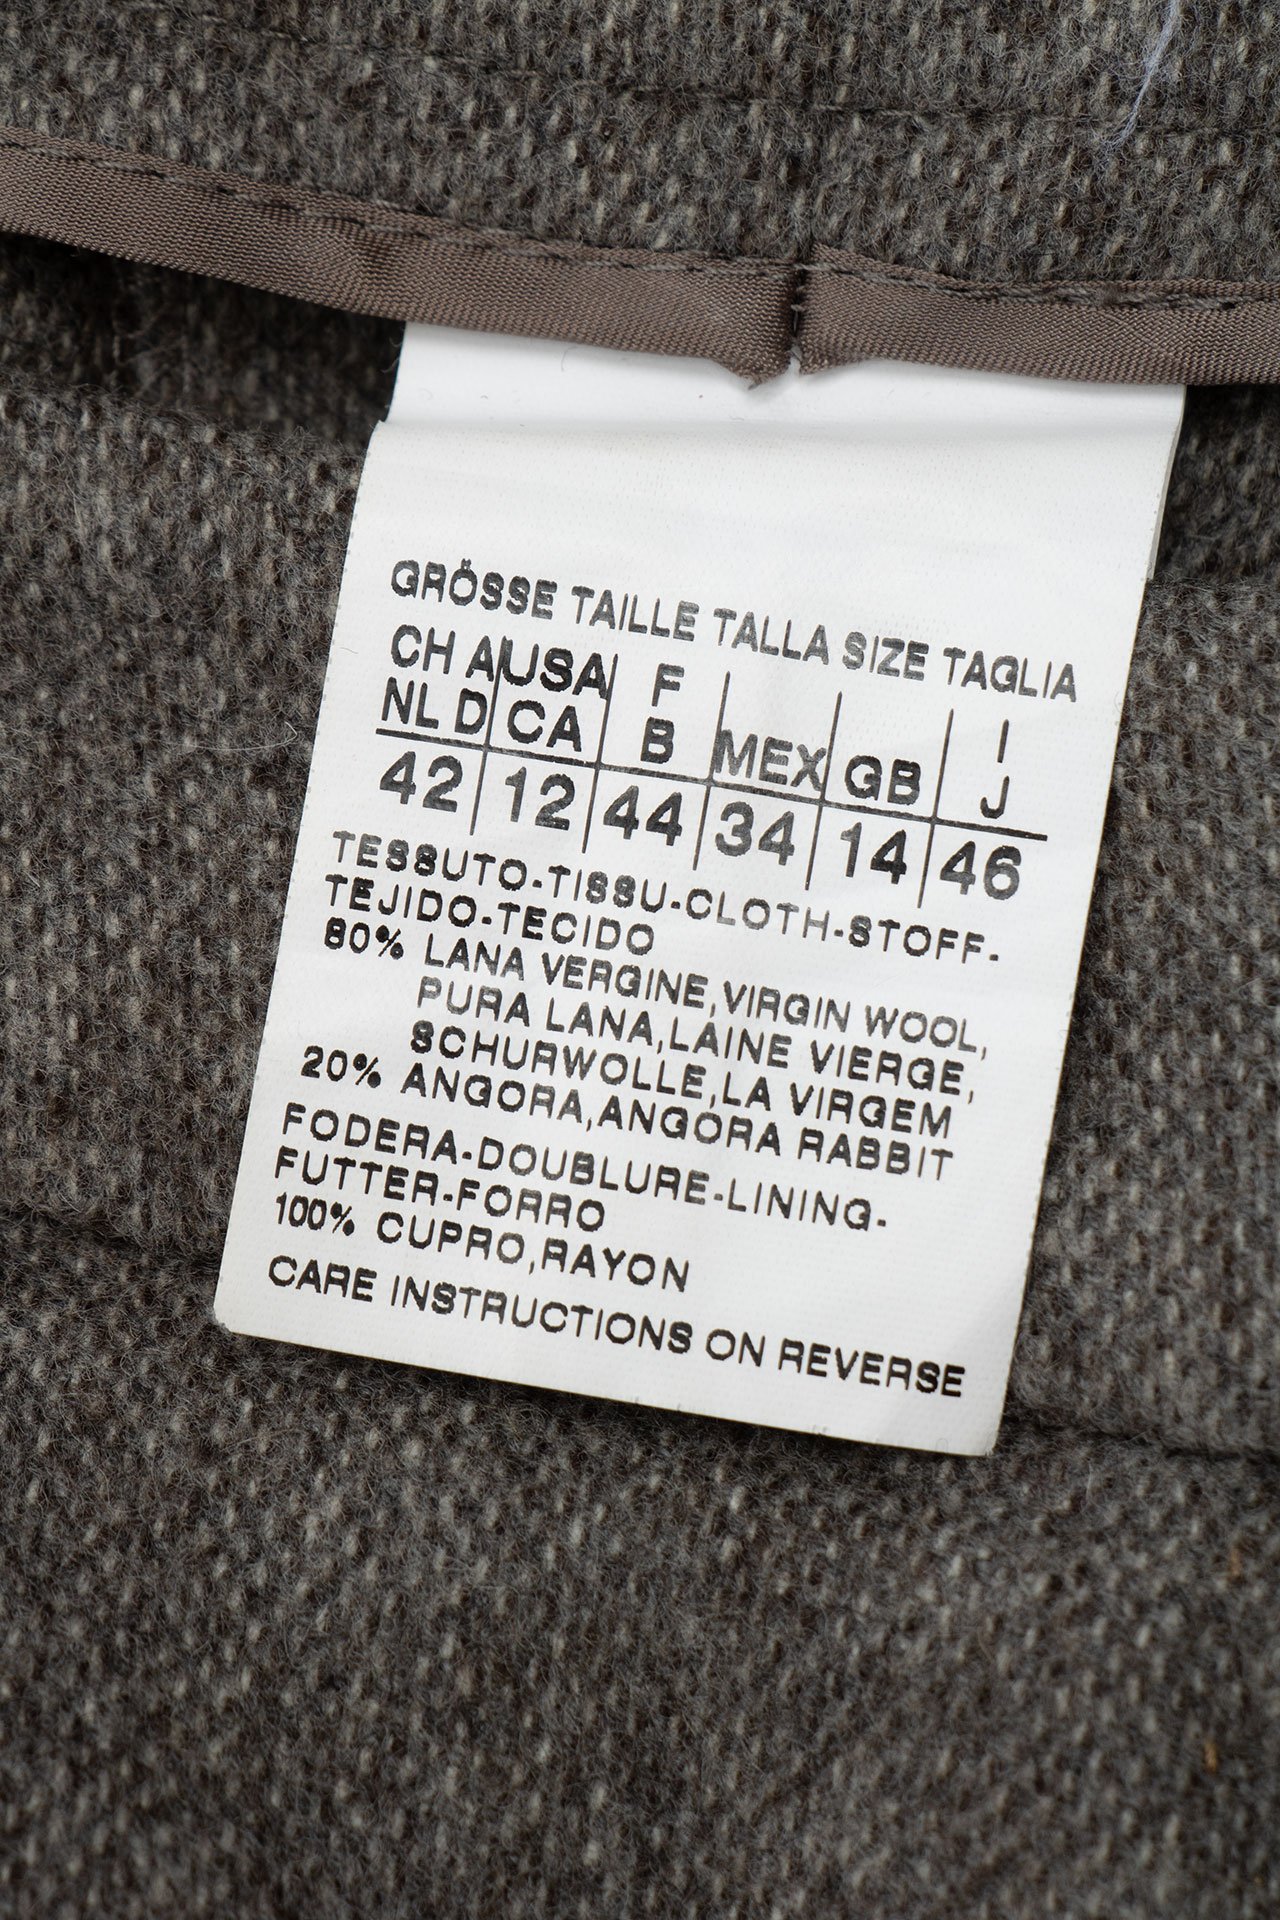 GRÖSSE TAILLE TALLA SIZE TAGLIA
CH A USA F I
NL D CA B MEX GB J
42 12 44 34 14 46
TESSUTO-TISSU-CLOTH-STOFF-
TEJIDO-TECIDO
80% LANA VERGINE,VIRGIN WOOL,
PURA LANA,LAINE VIERGE,
SCHURWOLLE,LA VIRGEM
20% ANGORA,ANGORA RABBIT
FODERA-DOUBLURE-LINING-
FUTTER-FORRO
100% CUPRO,RAYON
CARE INSTRUCTIONS ON REVERSE